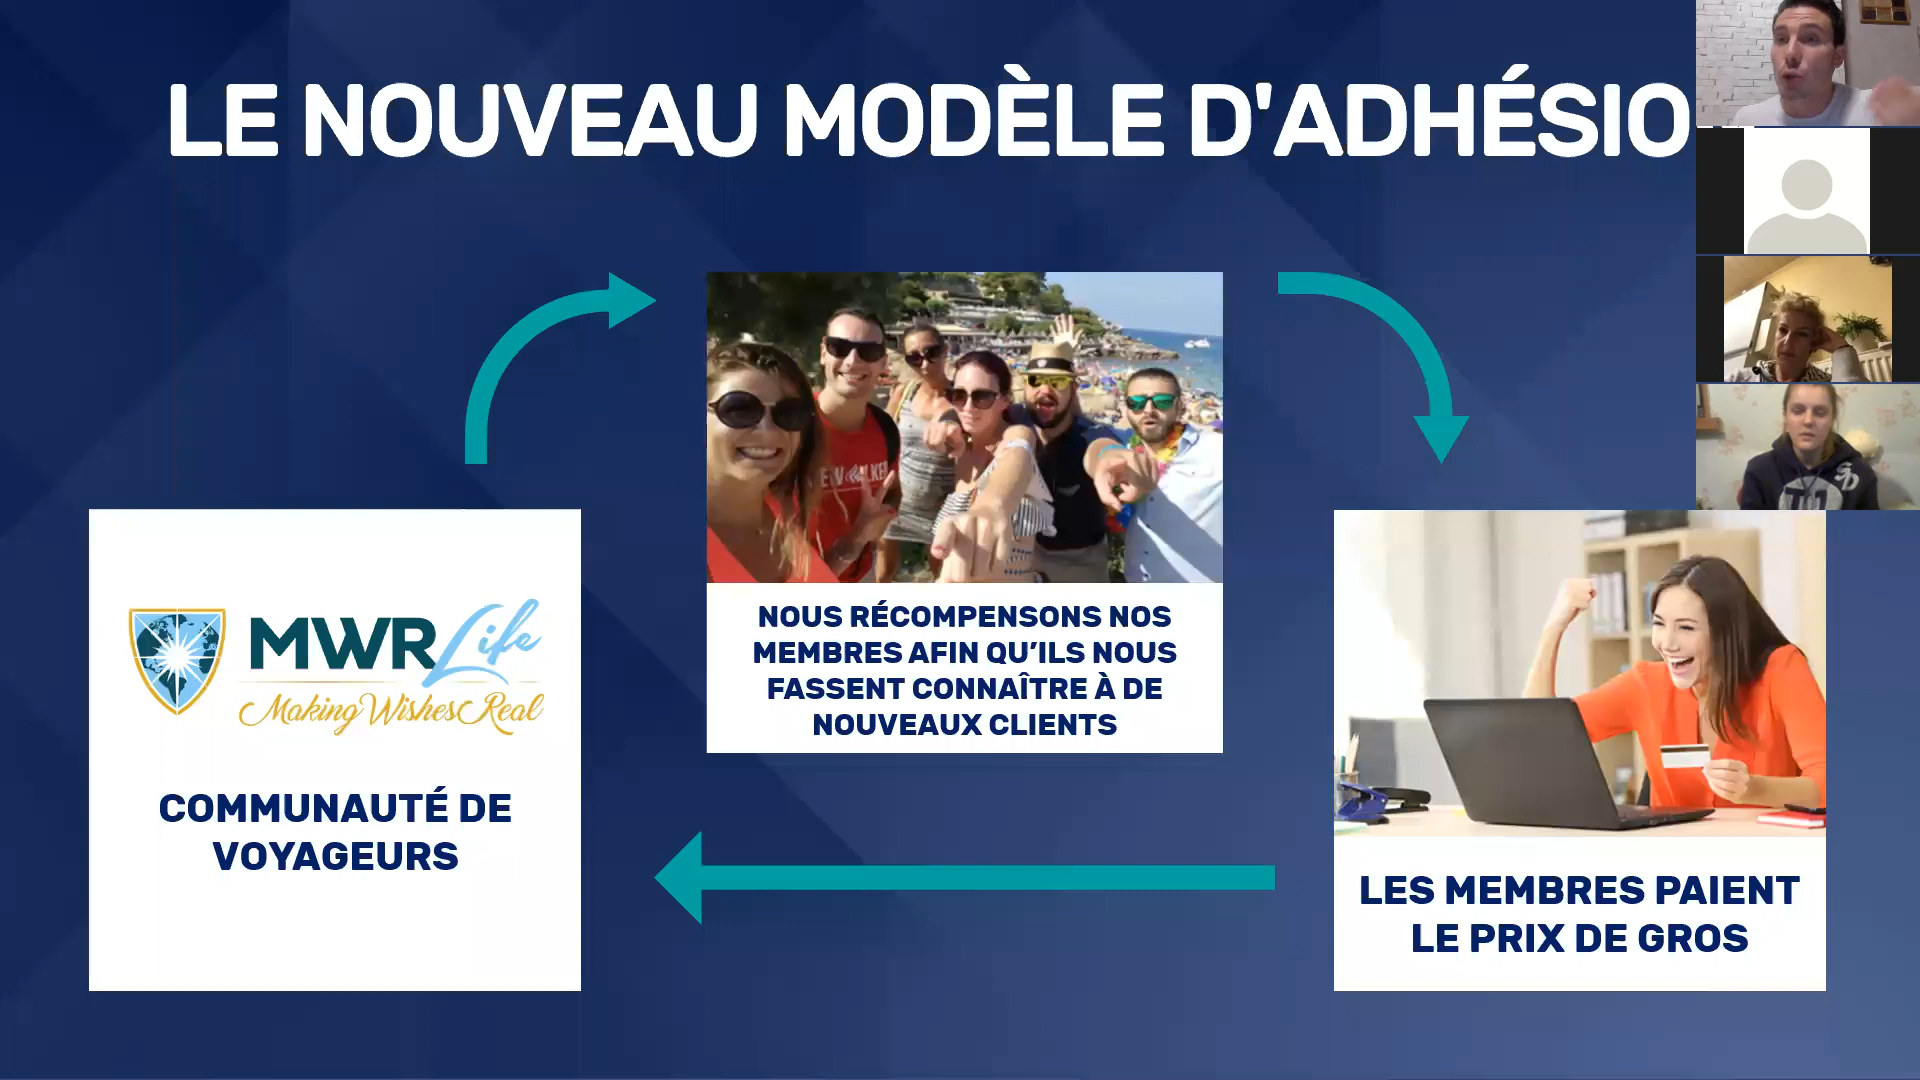 LE NOUVEAU MODÈLE D'ADHÉSIO
MWR Life
Making Wishes Real
COMMUNAUTÉ DE
VOYAGEURS
NOUS RÉCOMPENSONS NOS
MEMBRES AFIN QU’ILS NOUS
FASSENT CONNAÎTRE À DE
NOUVEAUX CLIENTS
LES MEMBRES PAIENT
LE PRIX DE GROS